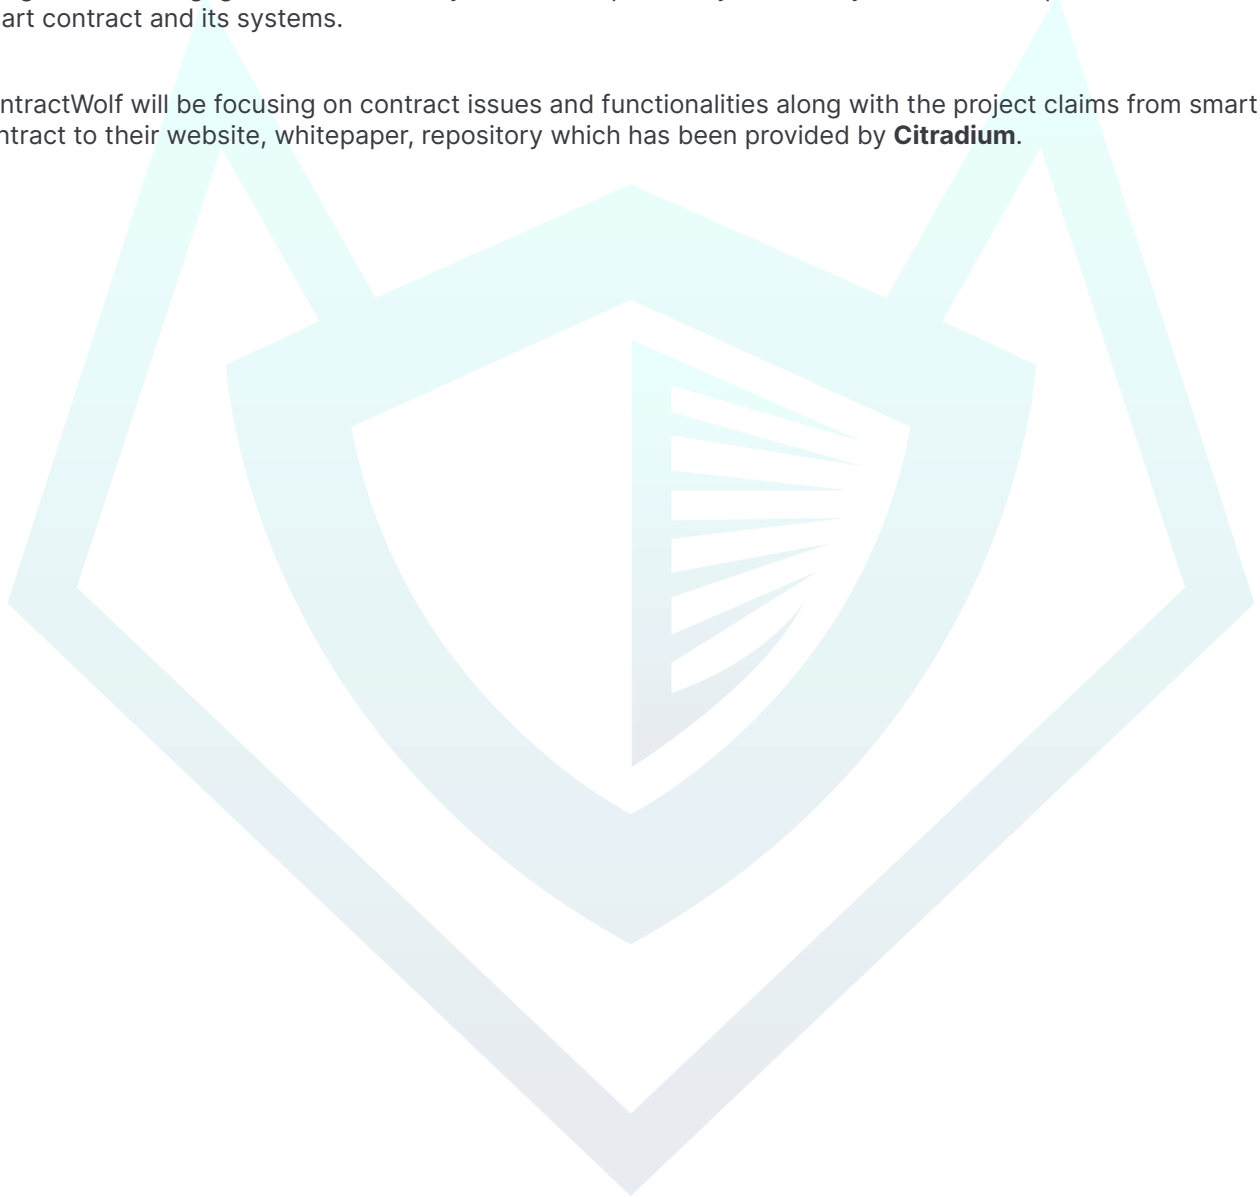 art contract and its systems.
ntractWolf will be focusing on contract issues and functionalities along with the project claims from smart
ntract to their website, whitepaper, repository which has been provided by Citradium.